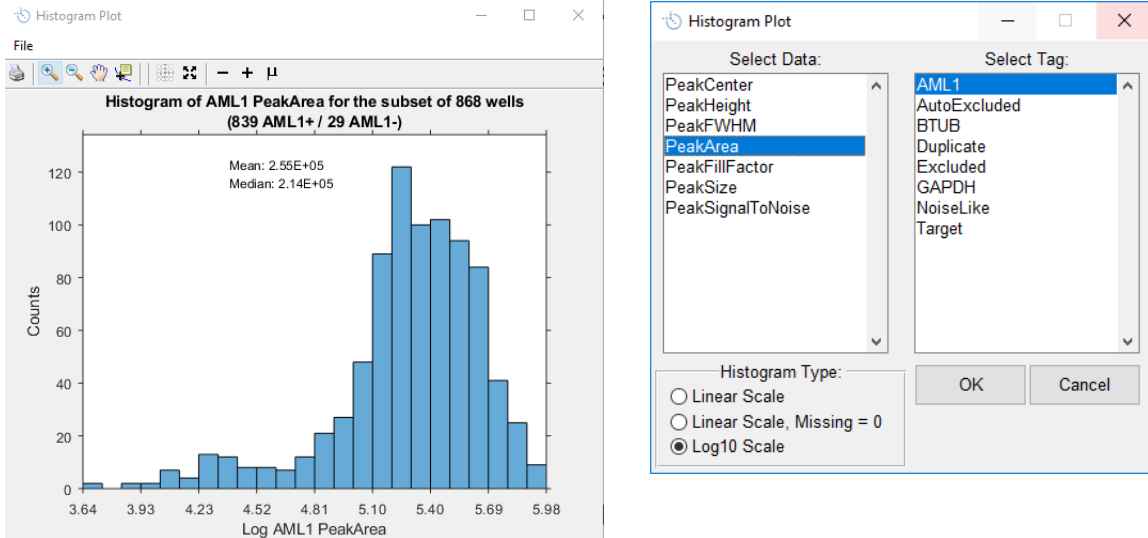 Histogram Plot
File
Histogram of AML1 PeakArea for the subset of 868 wells
(839 AML1+ / 29 AML1-)
Mean: 2.55E+05
Median: 2.14E+05
120
100
80
60
40
20
0
Counts
3.64 3.93 4.23 4.52 4.81 5.10 5.40 5.69 5.98
Log AML1 PeakArea
Histogram Plot
Select Data:
PeakCenter
PeakHeight
PeakFWHM
PeakArea
PeakFillFactor
PeakSize
PeakSignalToNoise
Select Tag:
AML1
AutoExcluded
BTUB
Duplicate
Excluded
GAPDH
NoiseLike
Target
Histogram Type:
Linear Scale
Linear Scale, Missing = 0
Log10 Scale
OK
Cancel